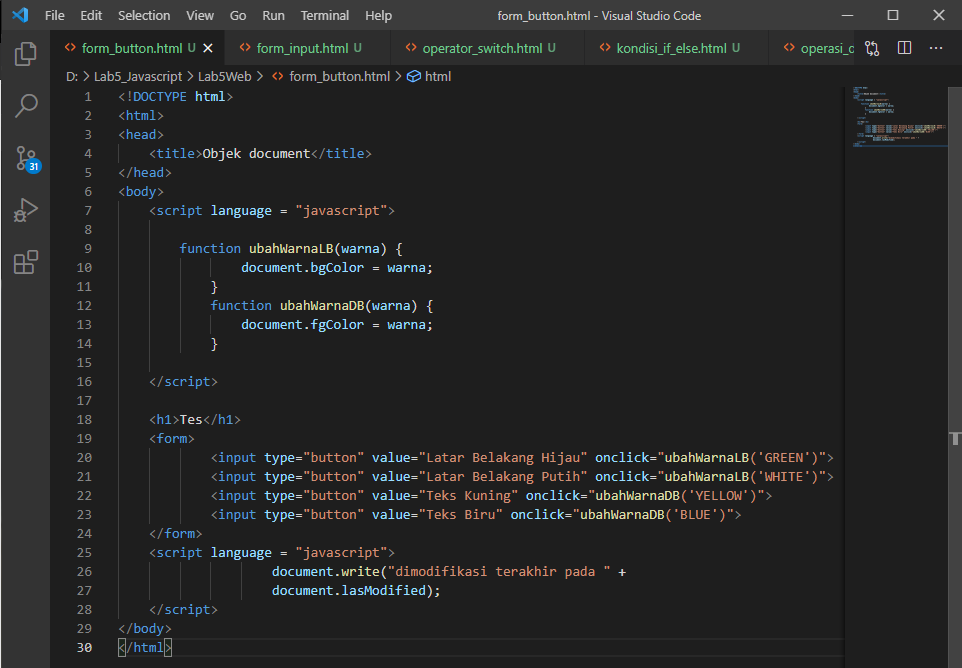 File Edit Selection View Go Run Terminal Help form_button.html - Visual Studio Code
form_button.html U form_input.html U operator_switch.html U kondisi_if_else.html U operasi_d
D: > Lab5_Javascript > Lab5Web > form_button.html > html
1 <!DOCTYPE html>
2 <html>
3 <head>
4 <title>Objek document</title>
5 </head>
6 <body>
7 <script language = "javascript">
8
9 function ubahWarnaLB(warna) {
10 document.bgColor = warna;
11 }
12 function ubahWarnaDB(warna) {
13 document.fgColor = warna;
14 }
15
16 </script>
17
18 <h1>Tes</h1>
19 <form>
20 <input type="button" value="Latar Belakang Hijau" onclick="ubahWarnaLB('GREEN')">
21 <input type="button" value="Latar Belakang Putih" onclick="ubahWarnaLB('WHITE')">
22 <input type="button" value="Teks Kuning" onclick="ubahWarnaDB('YELLOW')">
23 <input type="button" value="Teks Biru" onclick="ubahWarnaDB('BLUE')">
24 </form>
25 <script language = "javascript">
26 document.write("dimodifikasi terakhir pada " +
27 document.lasModified);
28 </script>
29 </body>
30 </html>
31